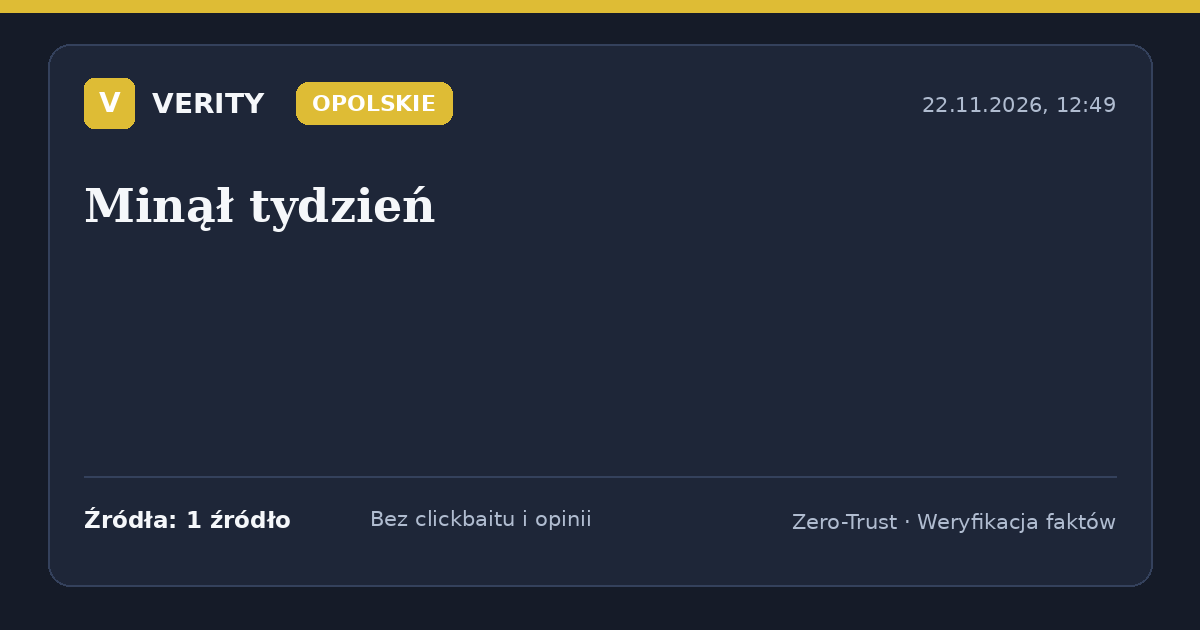 V VERITY OPOLSKIE 22.11.2026, 12:49
Minął tydzień
Źródła: 1 źródło Bez clickbaitu i opinii Zero-Trust · Weryfikacja faktów